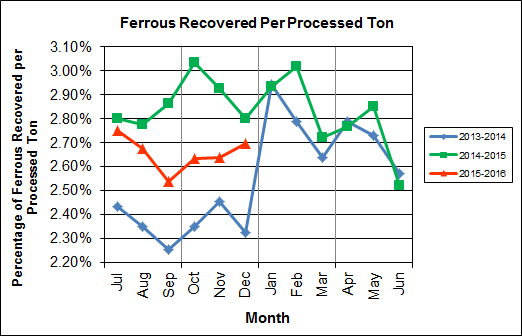 Ferrous Recovered Per Processed Ton
Percentage of Ferrous Recovered per
Processed Ton
3.10%
3.00%
2.90%
2.80%
2.70%
2.60%
2.50%
2.40%
2.30%
2.20%
Jul
Aug
Sep
Oct
Nov
Dec
Jan
Feb
Mar
Apr
May
Jun
Month
2013-2014
2014-2015
2015-2016